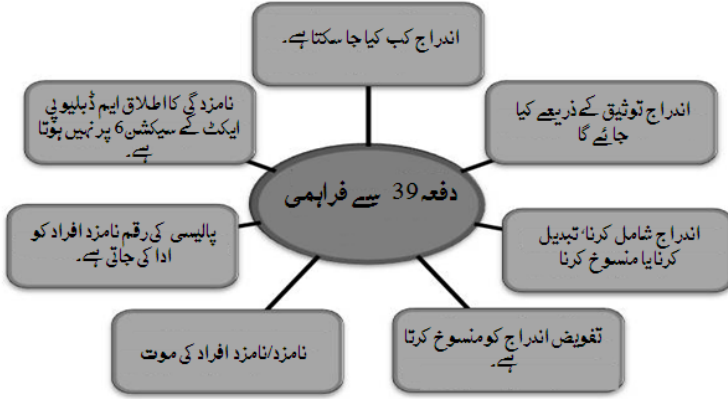 اندراج کب کیا جا سکتا ہے۔
اندراج توثیق کے ذریعے کیا
جائے گا
نامزدگی کا اطلاق ایم ڈبلیو پی
ایکٹ کے سیکشن 6 پر نہیں ہوتا
ہے۔
دفعہ 39 سے فراہمی
اندراج شامل کرنا، تبدیل
کرنا یا منسوخ کرنا
پالیسی کی رقم نامزد افراد کو
ادا کی جاتی ہے۔
تفویض اندراج کو منسوخ کرتا
ہے۔
نامزد/نامزد افراد کی موت